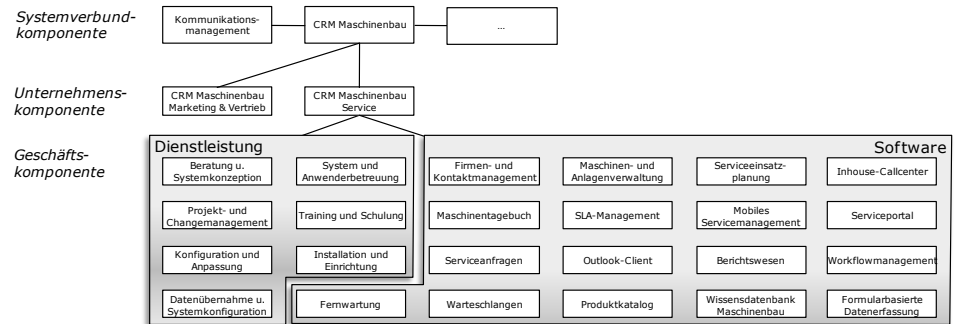 Systemverbund-
komponente
Kommunikations-
management
CRM Maschinenbau
...
Unternehmens-
komponente
CRM Maschinenbau
Marketing & Vertrieb
CRM Maschinenbau
Service
Geschäfts-
komponente
Dienstleistung
Software
Beratung u.
Systemkonzeption
System und
Anwenderbetreuung
Firmen- und
Kontaktmanagement
Maschinen- und
Anlagenverwaltung
Serviceeinsatz-
planung
Inhouse-Callcenter
Projekt- und
Changemanagement
Training und Schulung
Maschinentagebuch
SLA-Management
Mobiles
Servicemanagement
Serviceportal
Konfiguration und
Anpassung
Installation und
Einrichtung
Serviceanfragen
Outlook-Client
Berichtswesen
Workflowmanagement
Datenübernahme u.
Systemkonfiguration
Fernwartung
Warteschlangen
Produktkatalog
Wissensdatenbank
Maschinenbau
Formularbasierte
Datenerfassung